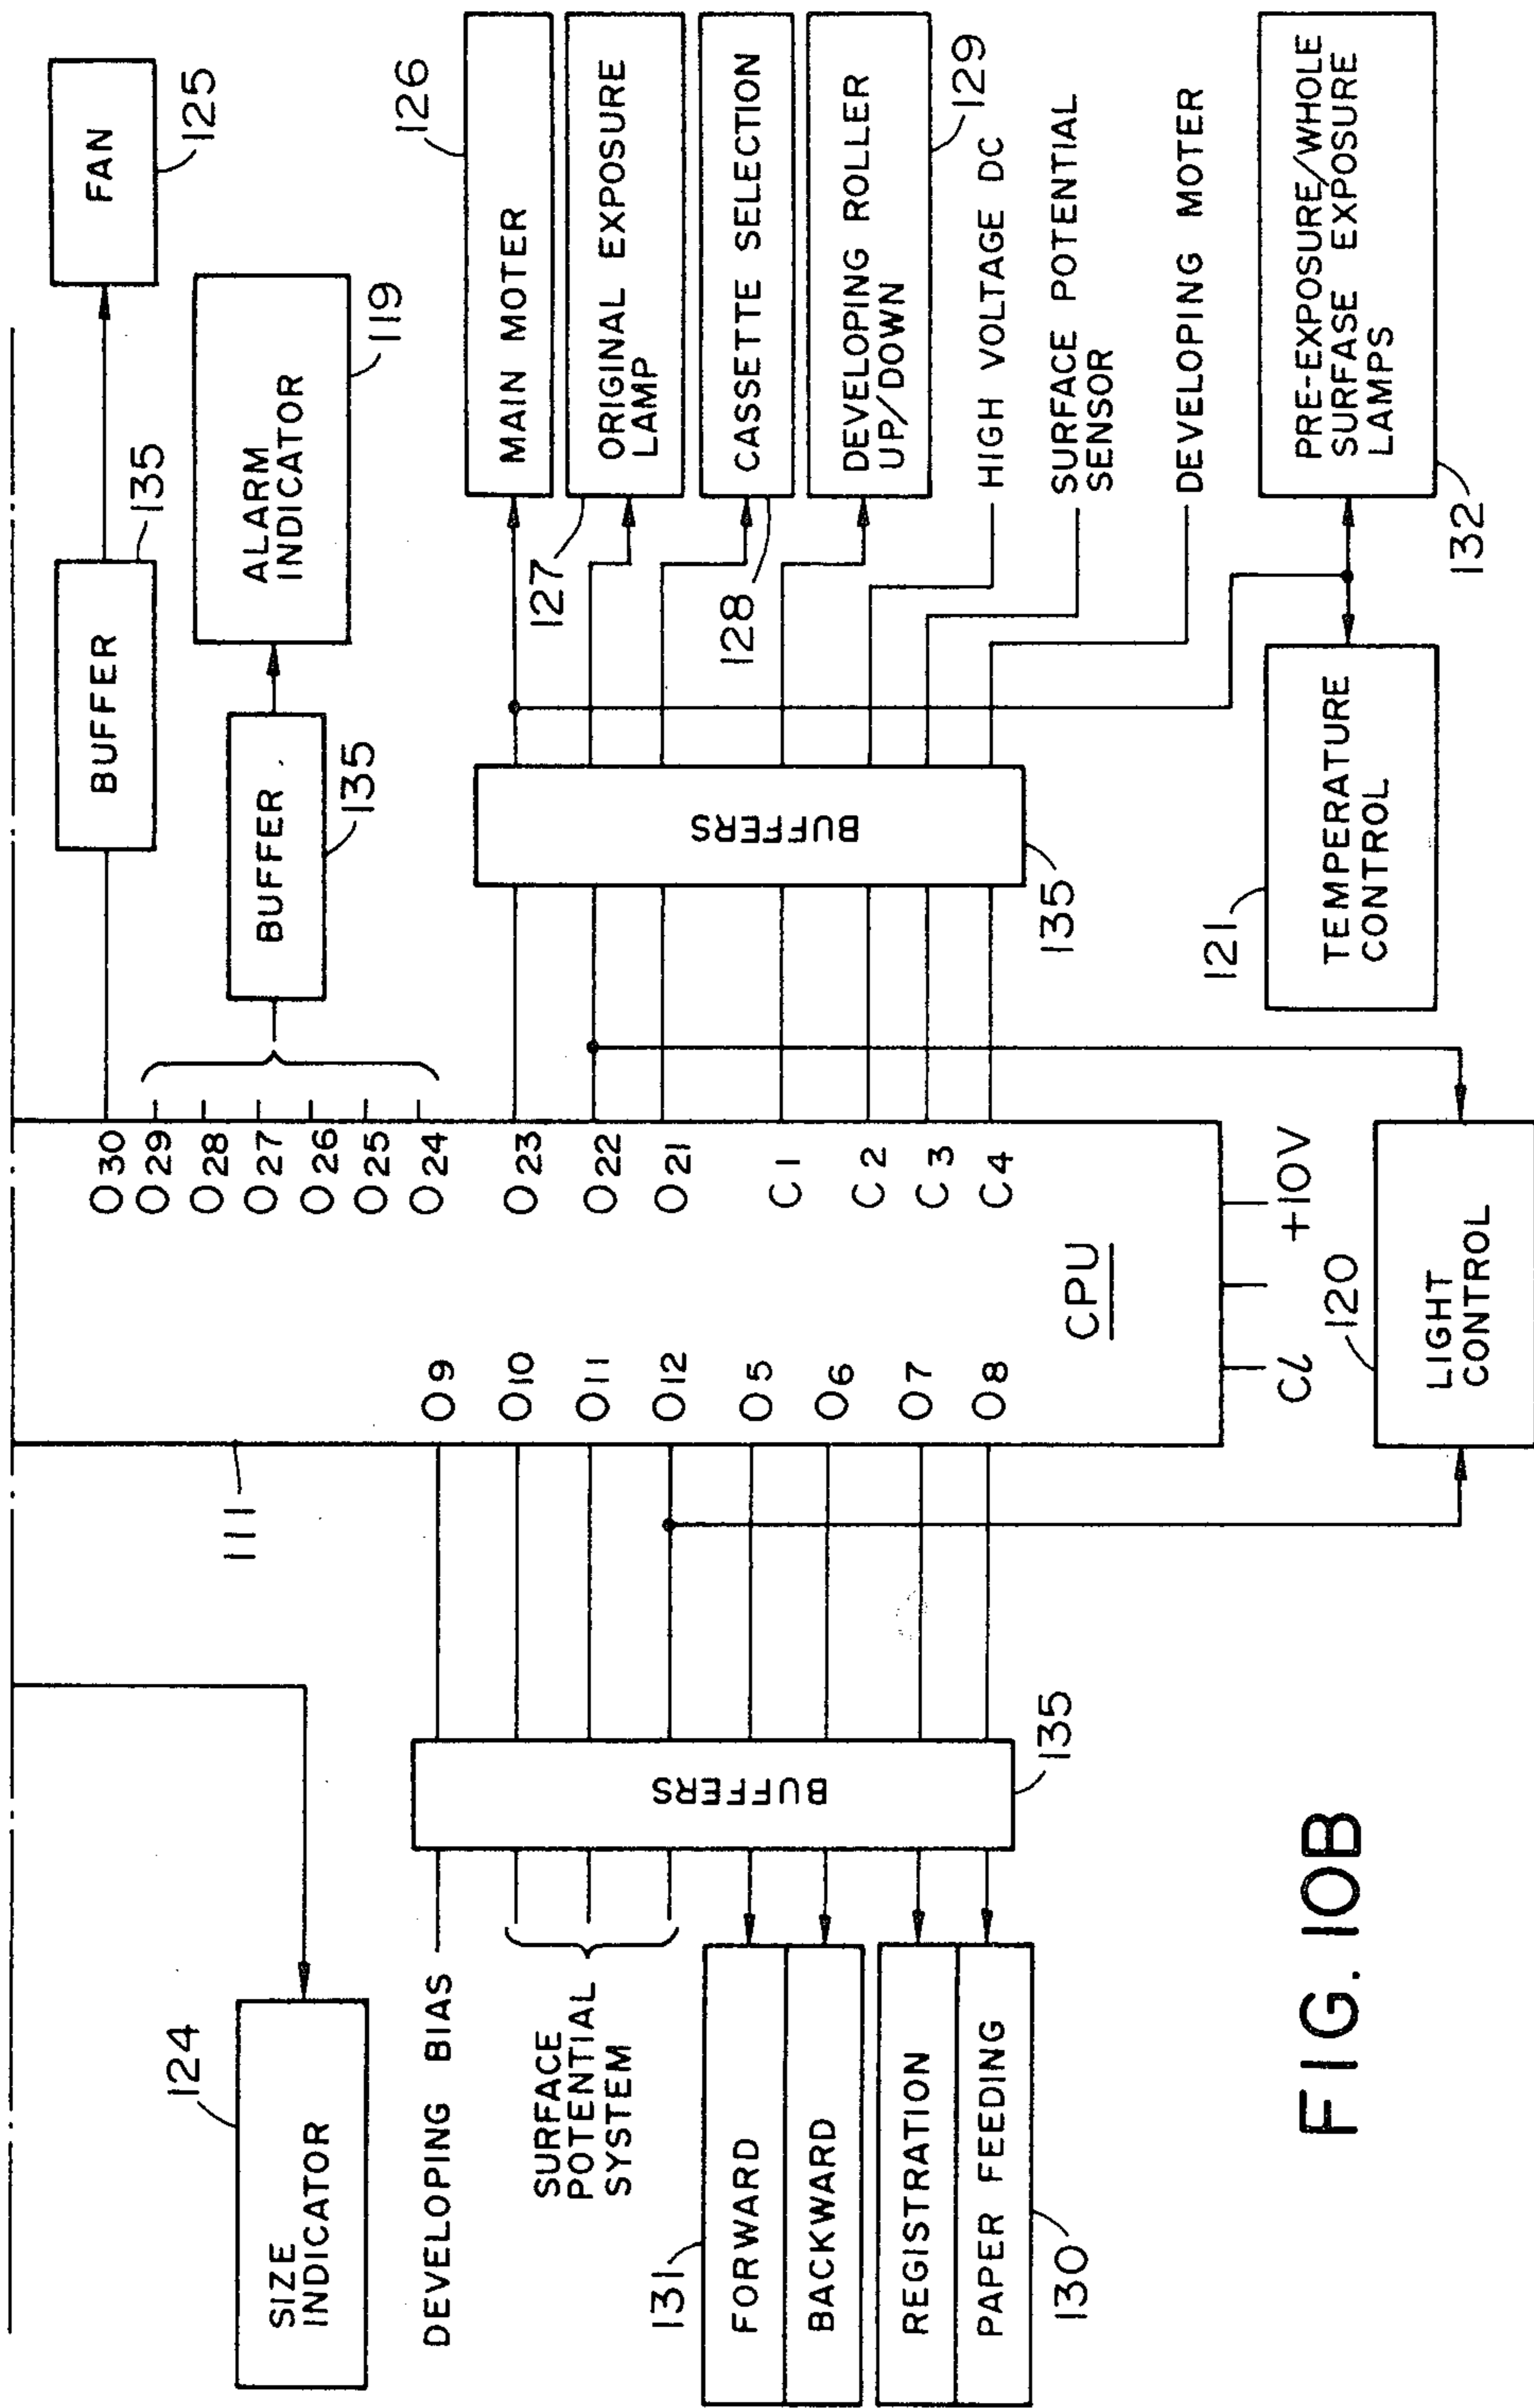 FAN
125
BUFFER
135
ALARM
INDICATOR
119
BUFFER
135
124
SIZE
INDICATOR
111
O30
O29
O28
O27
O26
O25
O24
O23
O22
O21
C1
C2
C3
C4
O9
O10
O11
O12
O5
O6
O7
O8
CPU
Cl
+10V
BUFFERS
135
126
MAIN MOTER
127
ORIGINAL EXPOSURE
LAMP
128
CASSETTE SELECTION
DEVELOPING ROLLER
UP/DOWN
129
HIGH VOLTAGE DC
SURFACE POTENTIAL
SENSOR
DEVELOPING MOTER
PRE-EXPOSURE/WHOLE
SURFASE EXPOSURE
LAMPS
132
121
TEMPERATURE
CONTROL
120
LIGHT
CONTROL
BUFFERS
135
DEVELOPING BIAS
SURFACE
POTENTIAL
SYSTEM
131
FORWARD
BACKWARD
REGISTRATION
PAPER FEEDING
130
FIG. 10B